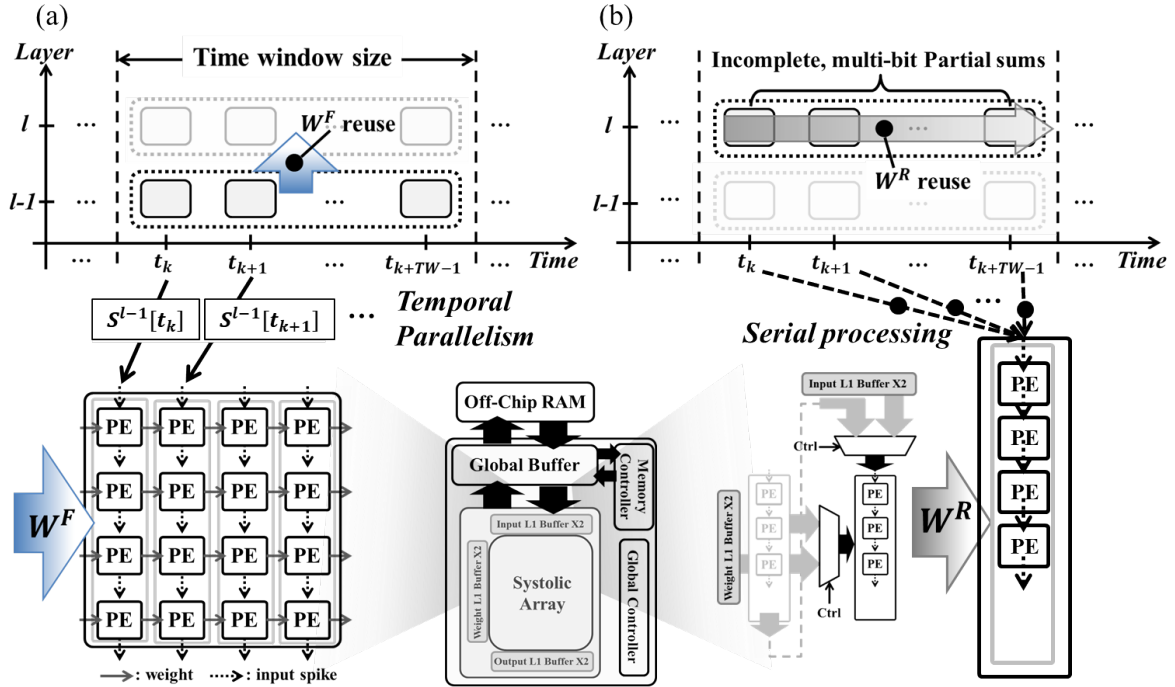 (a)
Layer
Time window size
l
...
...
W^F reuse
l-1
...
...
...
...
t_k
t_{k+1}
...
t_{k+TW-1}
...
Time
S^{l-1}[t_k]
S^{l-1}[t_{k+1}]
...
Temporal
Parallelism
W^F
PE PE PE PE
PE PE PE PE
PE PE PE PE
PE PE PE PE
: weight
: input spike
Off-Chip RAM
Global Buffer
Memory
Controller
Input L1 Buffer X2
Weight L1 Buffer X2
Systolic
Array
Output L1 Buffer X2
Global Controller
(b)
Layer
Incomplete, multi-bit Partial sums
l
...
...
...
W^R reuse
l-1
...
...
...
...
t_k
t_{k+1}
...
t_{k+TW-1}
...
Time
...
Serial processing
Input L1 Buffer X2
Ctrl
Weight L1 Buffer X2
PE
PE
PE
Ctrl
PE
PE
PE
W^R
PE
PE
PE
PE